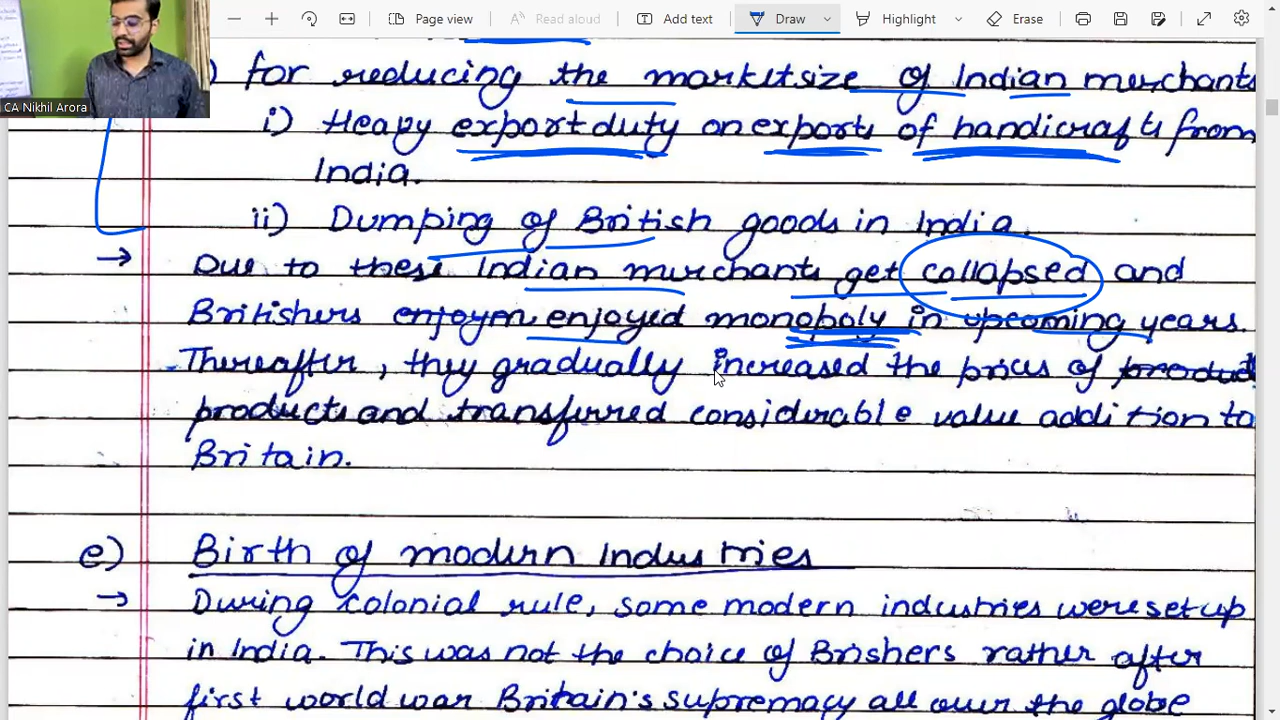 Page view
Read aloud
Add text
Draw
Highlight
Erase
CA Nikhil Arora
) for reducing the market size of Indian merchants
i) Heapy export duty on exports of handicrafts from
India.
ii) Dumping of British goods in India.
→ Due to these Indian merchants get collapsed and
Britishers enjoyem enjoyed monopoly in upcoming years.
Thereafter, they gradually increased the prices of product
products and transferred considerable value addition to
Britain.
e) Birth of modern Industries
→ During colonial rule, some modern industries were set up
in India. This was not the choice of Brishers rather after
first world war Britain's supremacy all over the globe